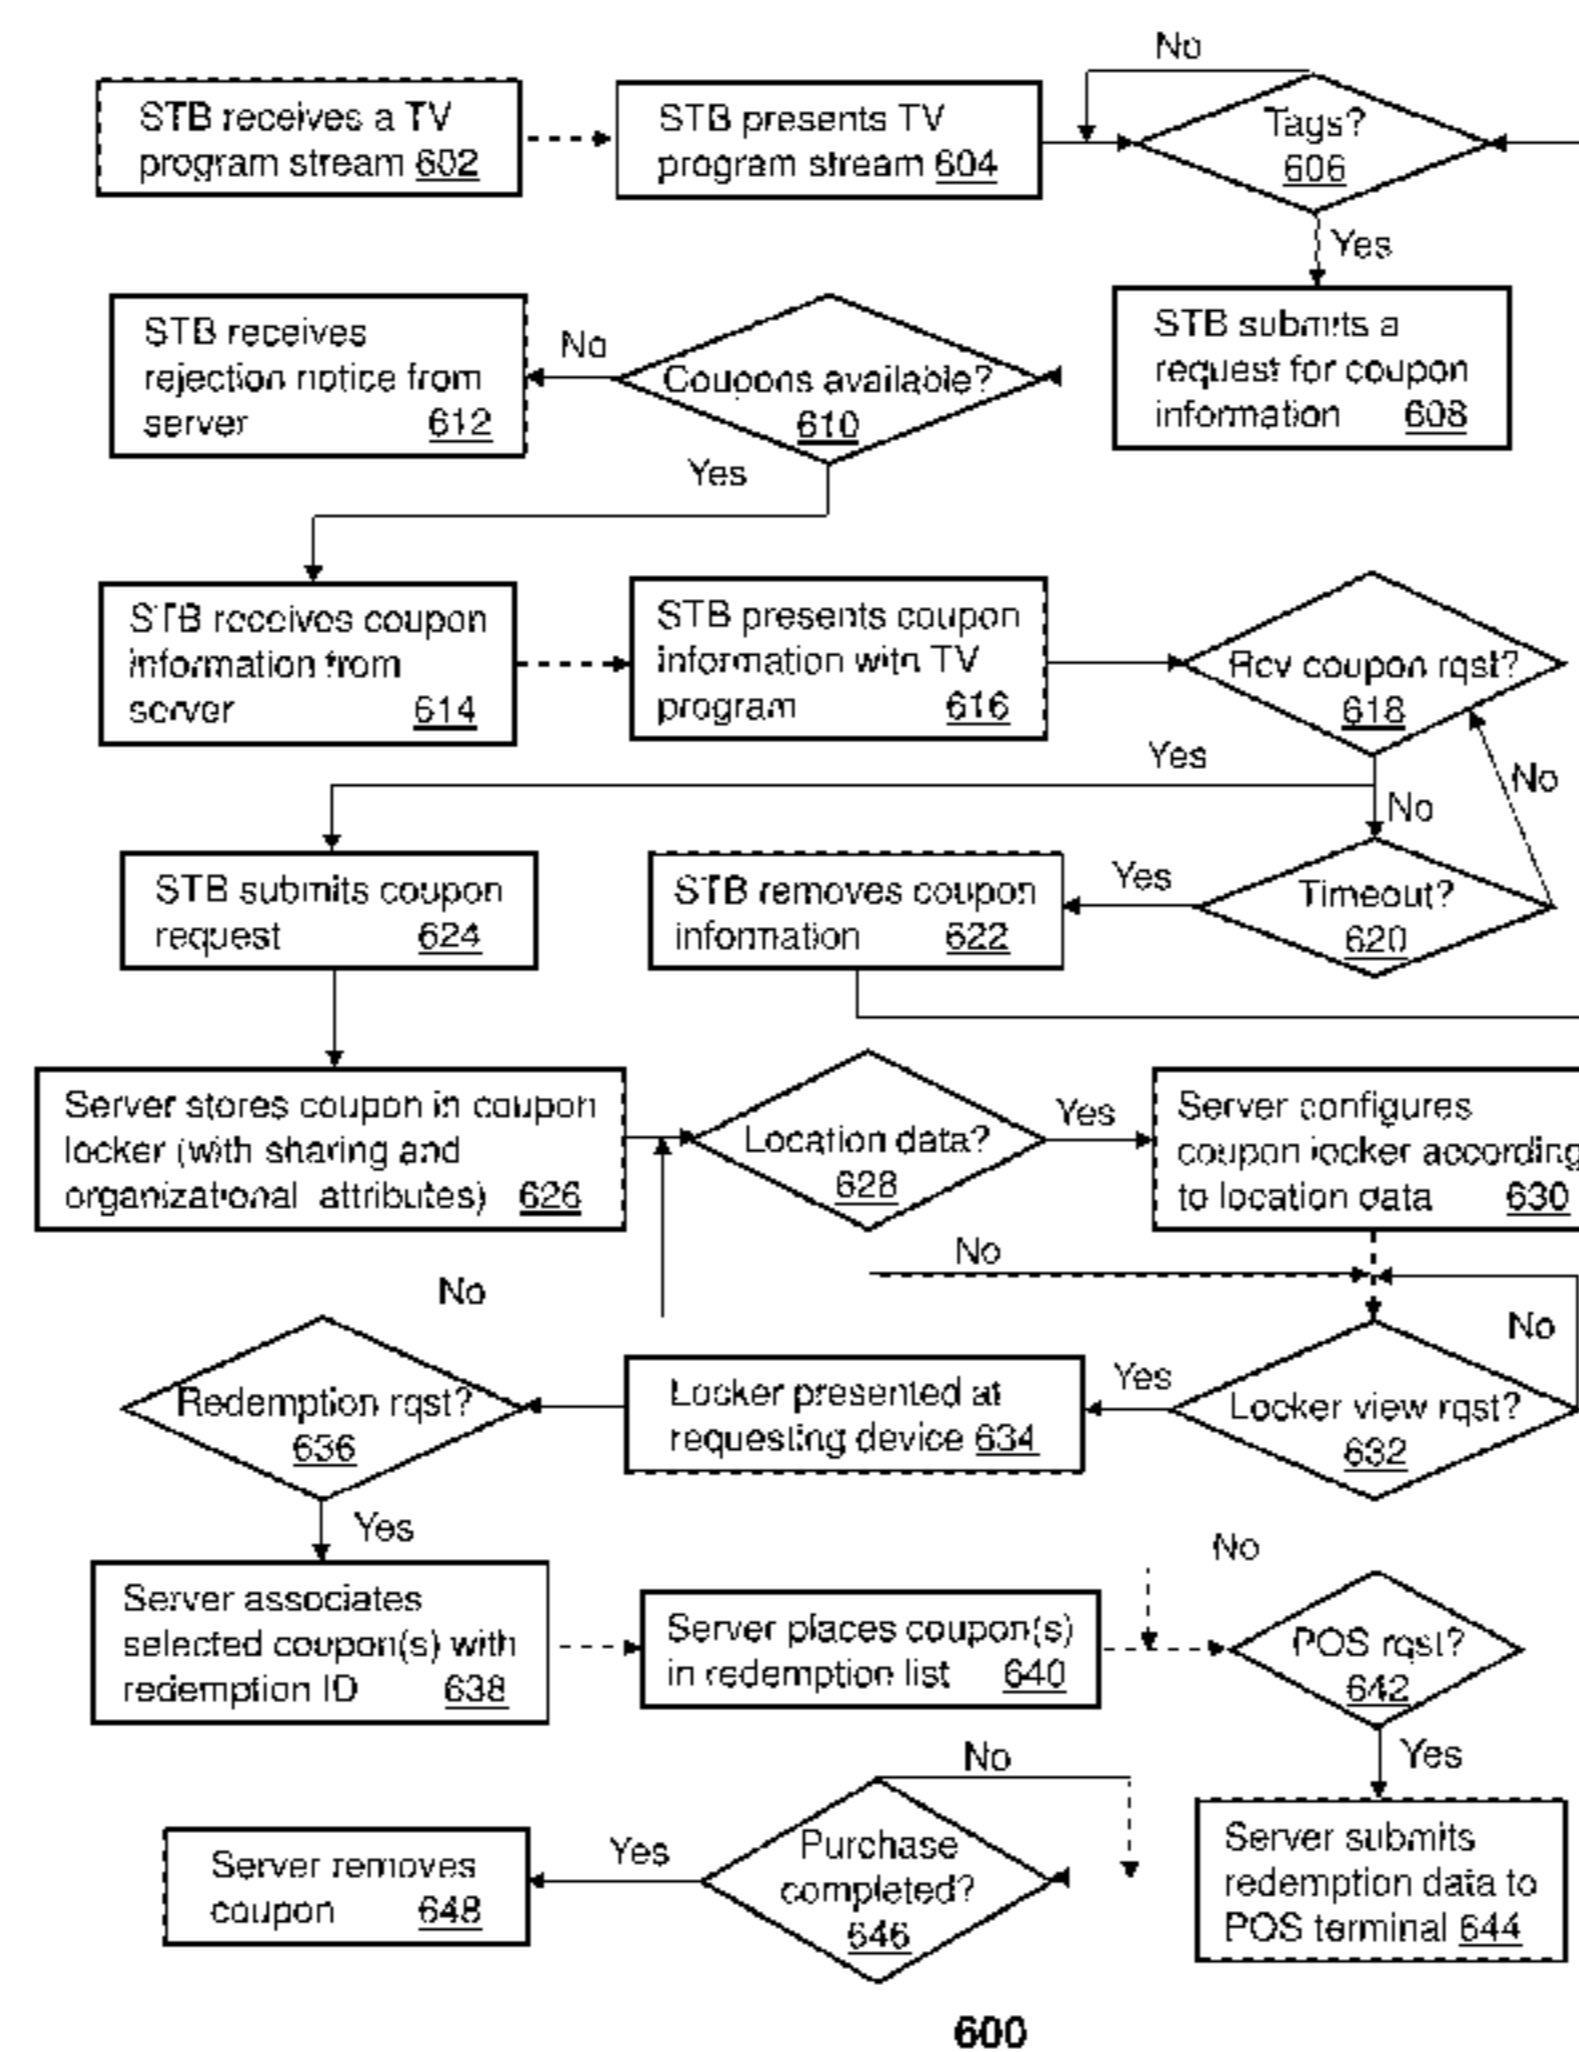 No
STB receives a TV
program stream 602
STB presents TV
program stream 604
Tags?
606
Yes
STB receives
rejection notice from
server 612
No
Coupons available?
610
STB submits a
request for coupon
information 608
Yes
STB receives coupon
information from
server 614
STB presents coupon
information with TV
program 616
Rcv coupon rqst?
618
Yes
No
No
STB submits coupon
request 624
STB removes coupon
information 622
Yes
Timeout?
620
Server stores coupon in coupon
locker (with sharing and
organizational attributes) 626
Location data?
628
Yes
Server configures
coupon locker according
to location data 630
No
No
No
Redemption rqst?
636
Locker presented at
requesting device 634
Yes
Locker view rqst?
632
Yes
No
Server associates
selected coupon(s) with
redemption ID 638
Server places coupon(s)
in redemption list 640
POS rqst?
642
No
Yes
Server removes
coupon 648
Yes
Purchase
completed?
646
Server submits
redemption data to
POS terminal 644
600